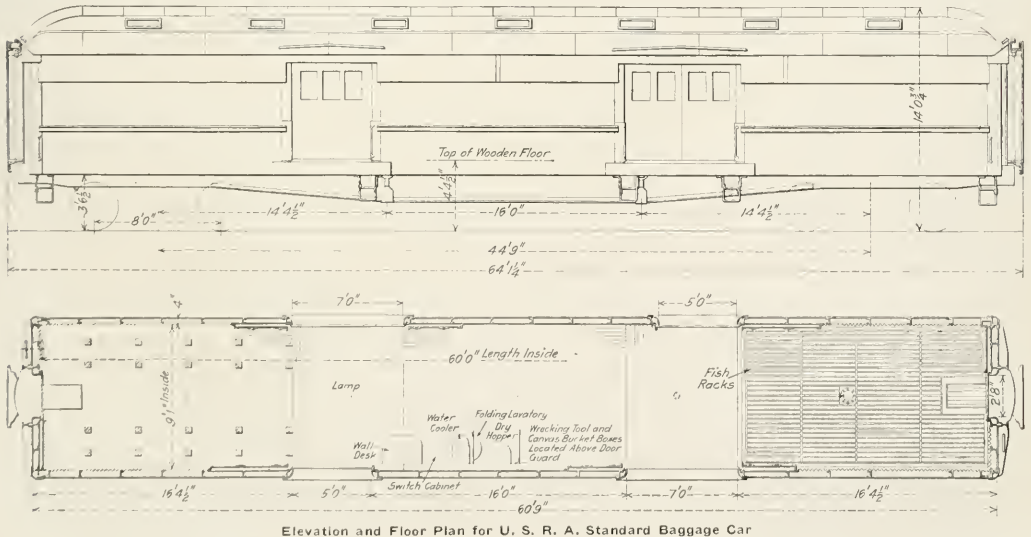 14'0¾"
Top of Wooden Floor
4'4½"
3'6½"
14'4½"
16'0"
14'4½"
8'0"
44'9"
64'1¼"
7'0"
5'0"
4"
60'0" Length Inside
9'1" Inside
Lamp
Fish
Racks
2'8"
Water
Cooler
Folding Lavatory
Dry
Hopper
Wrecking Tool and
Canvas Bucket Boxes
Located Above Door
Guard
Wall
Desk
Switch Cabinet
16'4½"
5'0"
16'0"
7'0"
16'4½"
60'9"
Elevation and Floor Plan for U. S. R. A. Standard Baggage Car